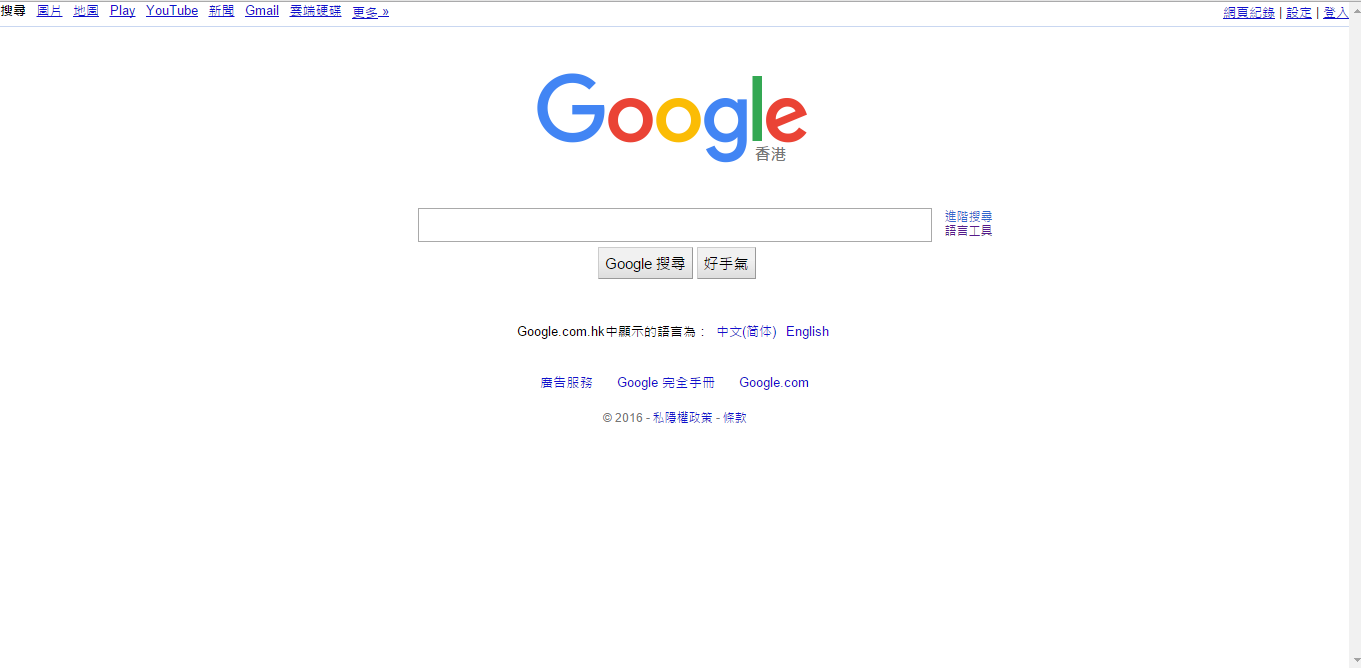 搜尋 圖片 地圖 Play YouTube 新聞 Gmail 雲端硬碟 更多 » 網頁紀錄 | 設定 | 登入
Google
香港
進階搜尋
語言工具
Google 搜尋 好手氣
Google.com.hk中顯示的語言為： 中文(简体) English
廣告服務 Google 完全手冊 Google.com
© 2016 - 私隱權政策 - 條款